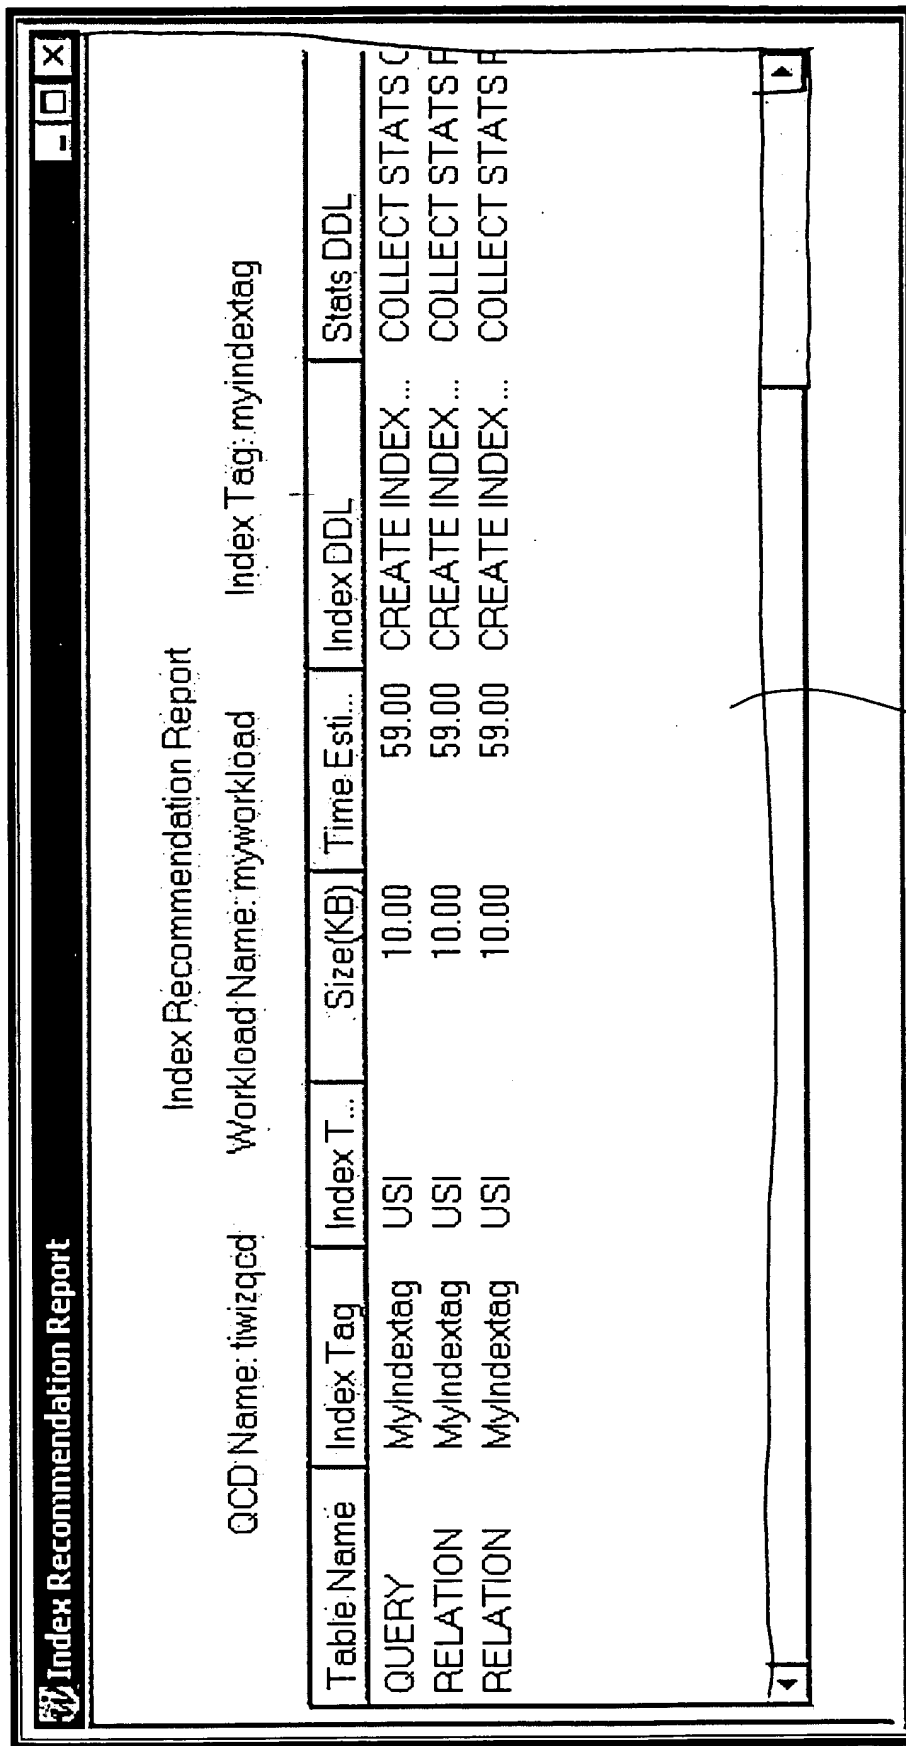 Index Recommendation Report
Index Recommendation Report
QCD Name: tiwizqcd Workload Name: myworkload Index Tag: myindextag
Table Name Index Tag Index T... Size(KB) Time Esti... Index DDL Stats DDL
QUERY MyIndextag USI 10.00 59.00 CREATE INDEX... COLLECT STATS
RELATION MyIndextag USI 10.00 59.00 CREATE INDEX... COLLECT STATS
RELATION MyIndextag USI 10.00 59.00 CREATE INDEX... COLLECT STATS